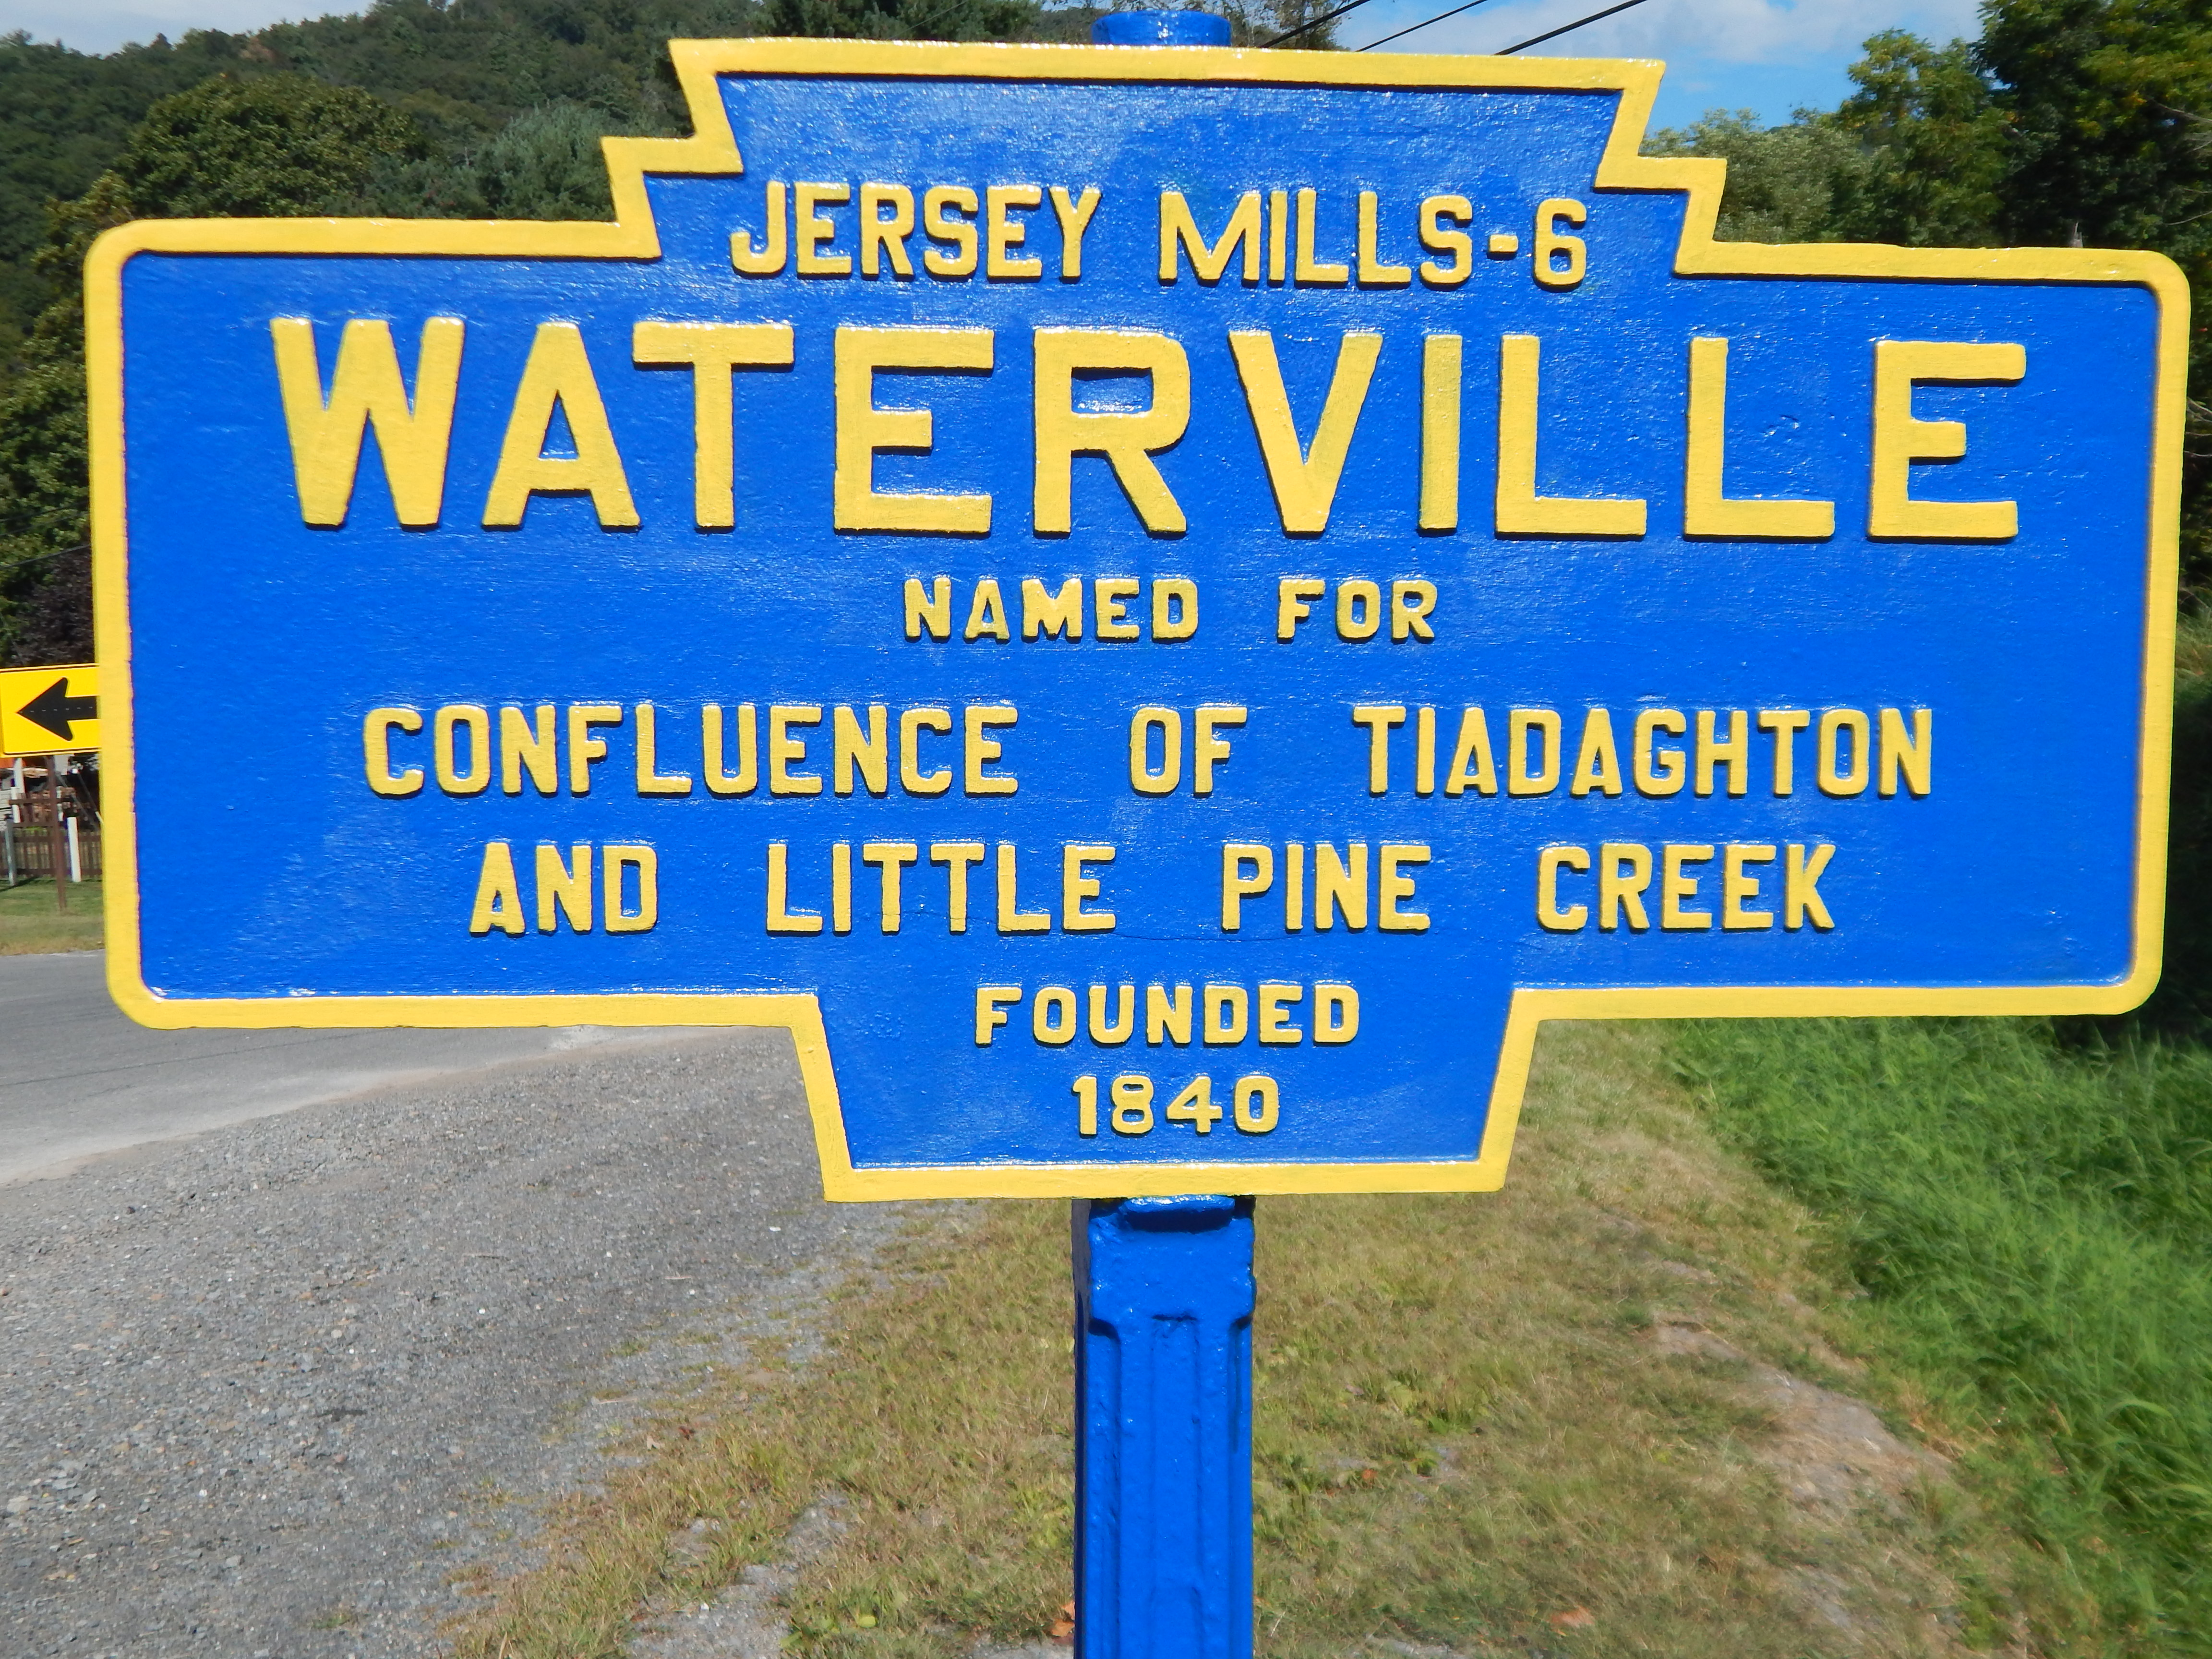 JERSEY MILLS-6
WATERVILLE
NAMED FOR
CONFLUENCE OF TIADAGHTON
AND LITTLE PINE CREEK
FOUNDED
1840